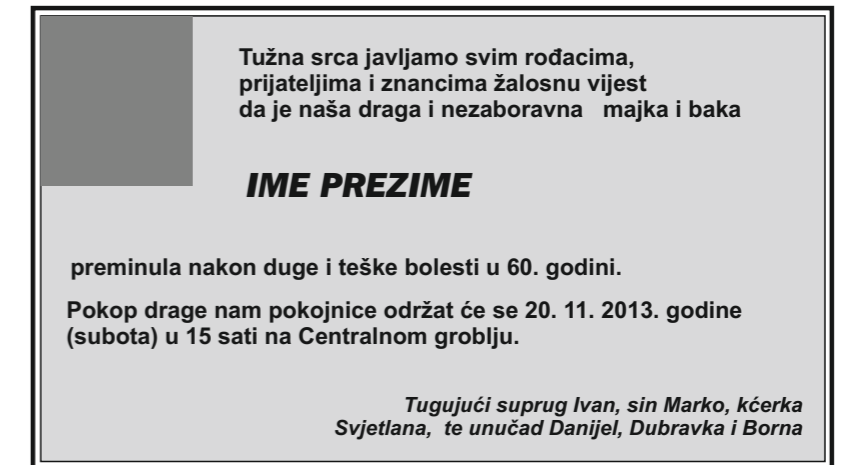 Tužna srca javljamo svim rođacima,
prijateljima i znancima žalosnu vijest
da je naša draga i nezaboravna   majka i baka
IME PREZIME
preminula nakon duge i teške bolesti u 60. godini.
Pokop drage nam pokojnice održat će se 20. 11. 2013. godine
(subota) u 15 sati na Centralnom groblju.
Tugujući suprug Ivan, sin Marko, kćerka
Svjetlana,  te unučad Danijel, Dubravka i Borna